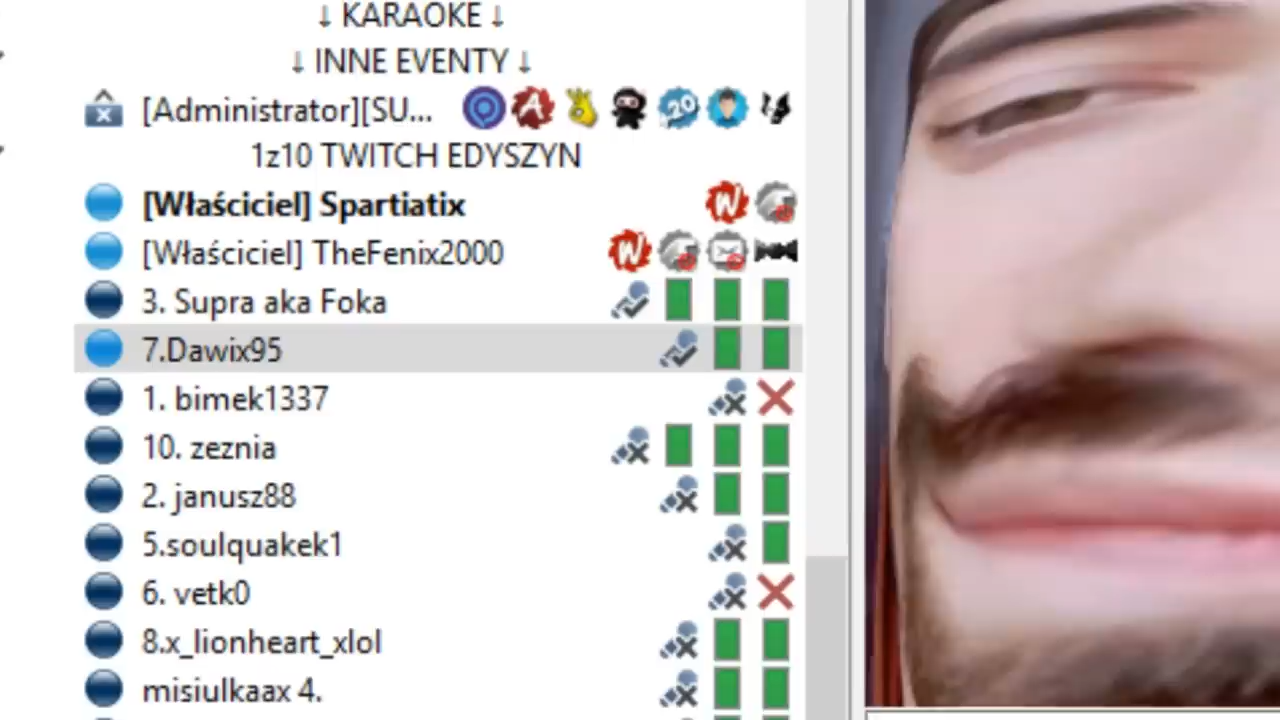 ↓ KARAOKE ↓
↓ INNE EVENTY ↓
[Administrator][SU...
1z10 TWITCH EDYSZYN
[Właściciel] Spartiatix
[Właściciel] TheFenix2000
3. Supra aka Foka
7.Dawix95
1. bimek1337
10. zeznia
2. janusz88
5.soulquakek1
6. vetk0
8.x_lionheart_xlol
misiulkaax 4.